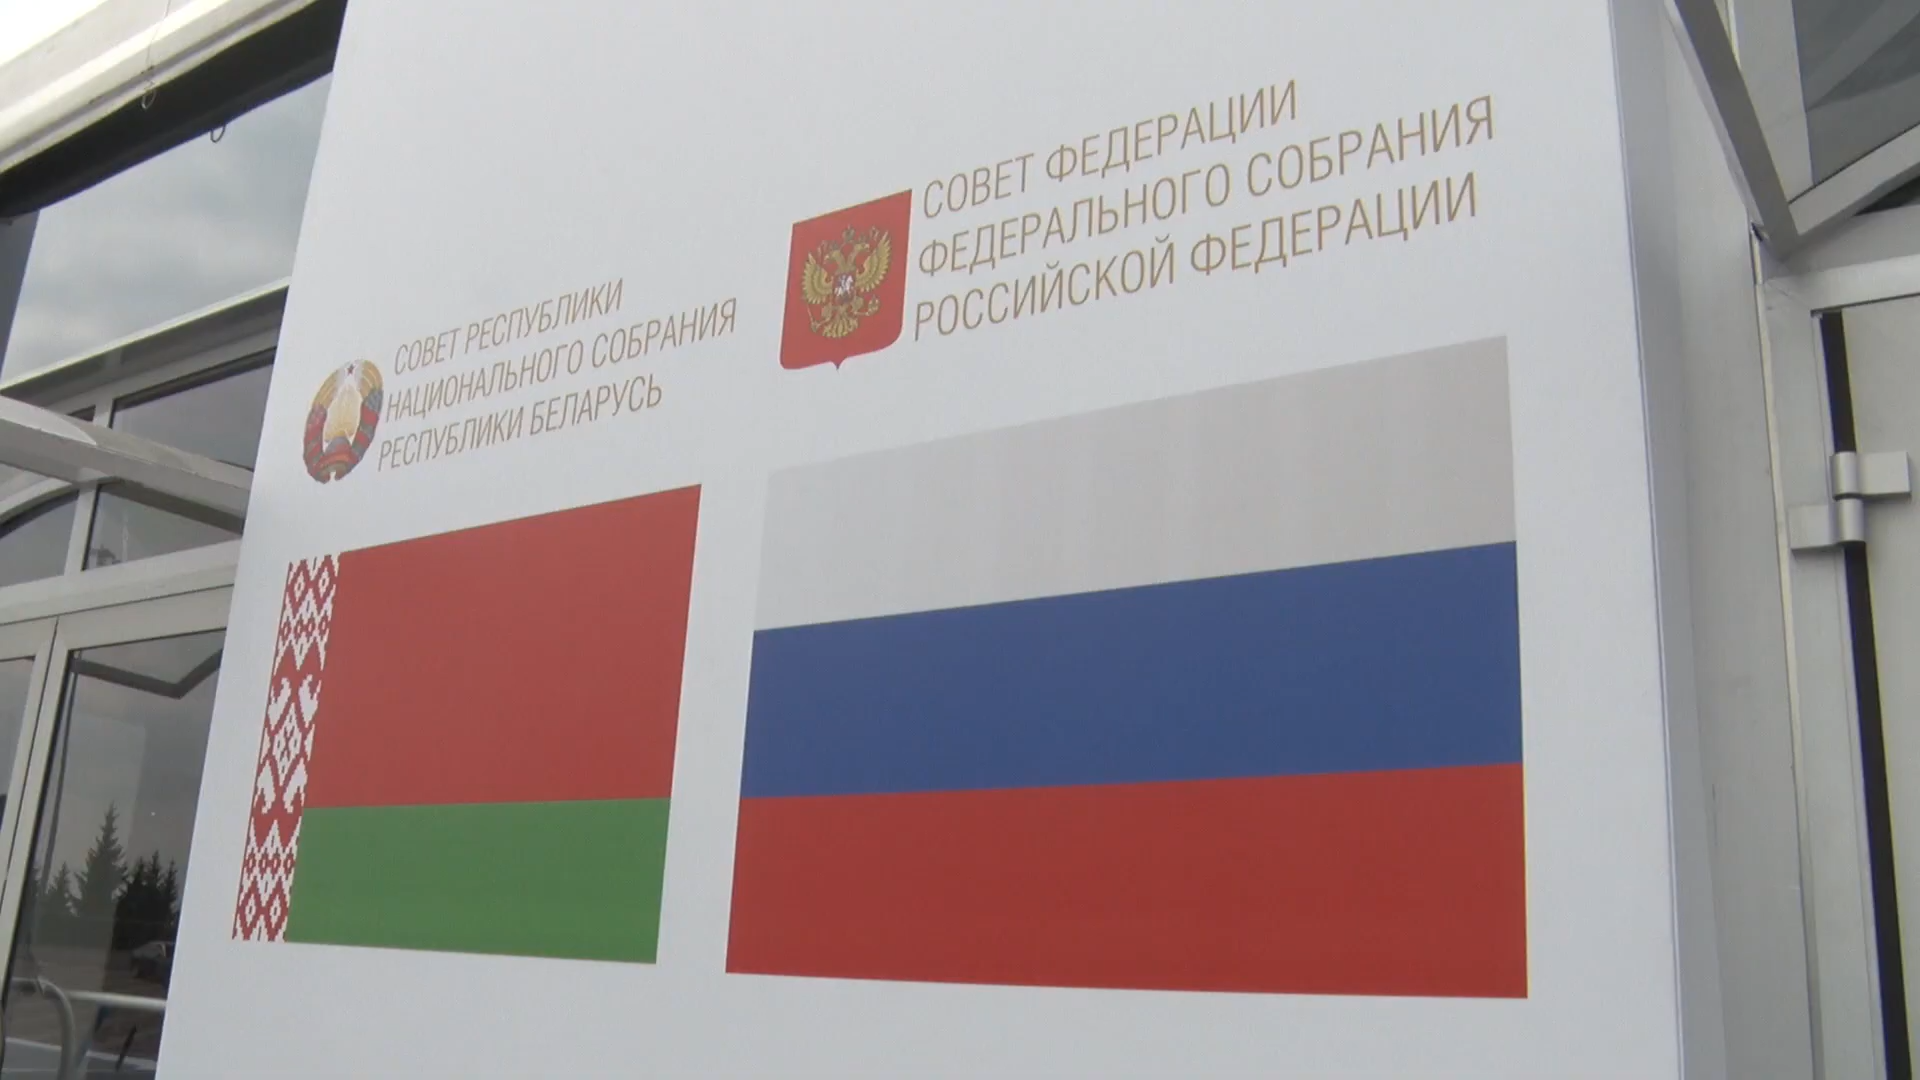 СОВЕТ РЕСПУБЛИКИ
НАЦИОНАЛЬНОГО СОБРАНИЯ
РЕСПУБЛИКИ БЕЛАРУСЬ
СОВЕТ ФЕДЕРАЦИИ
ФЕДЕРАЛЬНОГО СОБРАНИЯ
РОССИЙСКОЙ ФЕДЕРАЦИИ